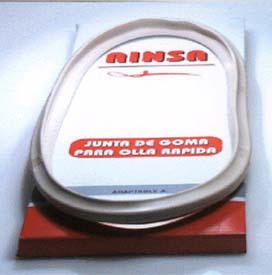 RINSA
JUNTA DE GOMA
PARA OLLA RAPIDA
ADAPTABLE A